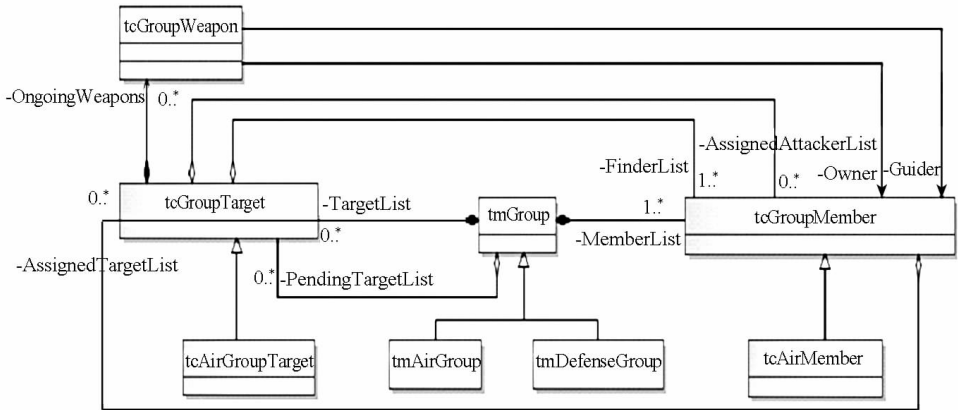 tcGroupWeapon
-OngoingWeapons
0..*
-AssignedAttackerList
-FinderList
1..*
0..*
-Owner
-Guider
0..*
tcGroupTarget
-TargetList
0..*
tmGroup
1..*
-MemberList
tcGroupMember
-AssignedTargetList
0..*
-PendingTargetList
tcAirGroupTarget
tmAirGroup
tmDefenseGroup
tcAirMember